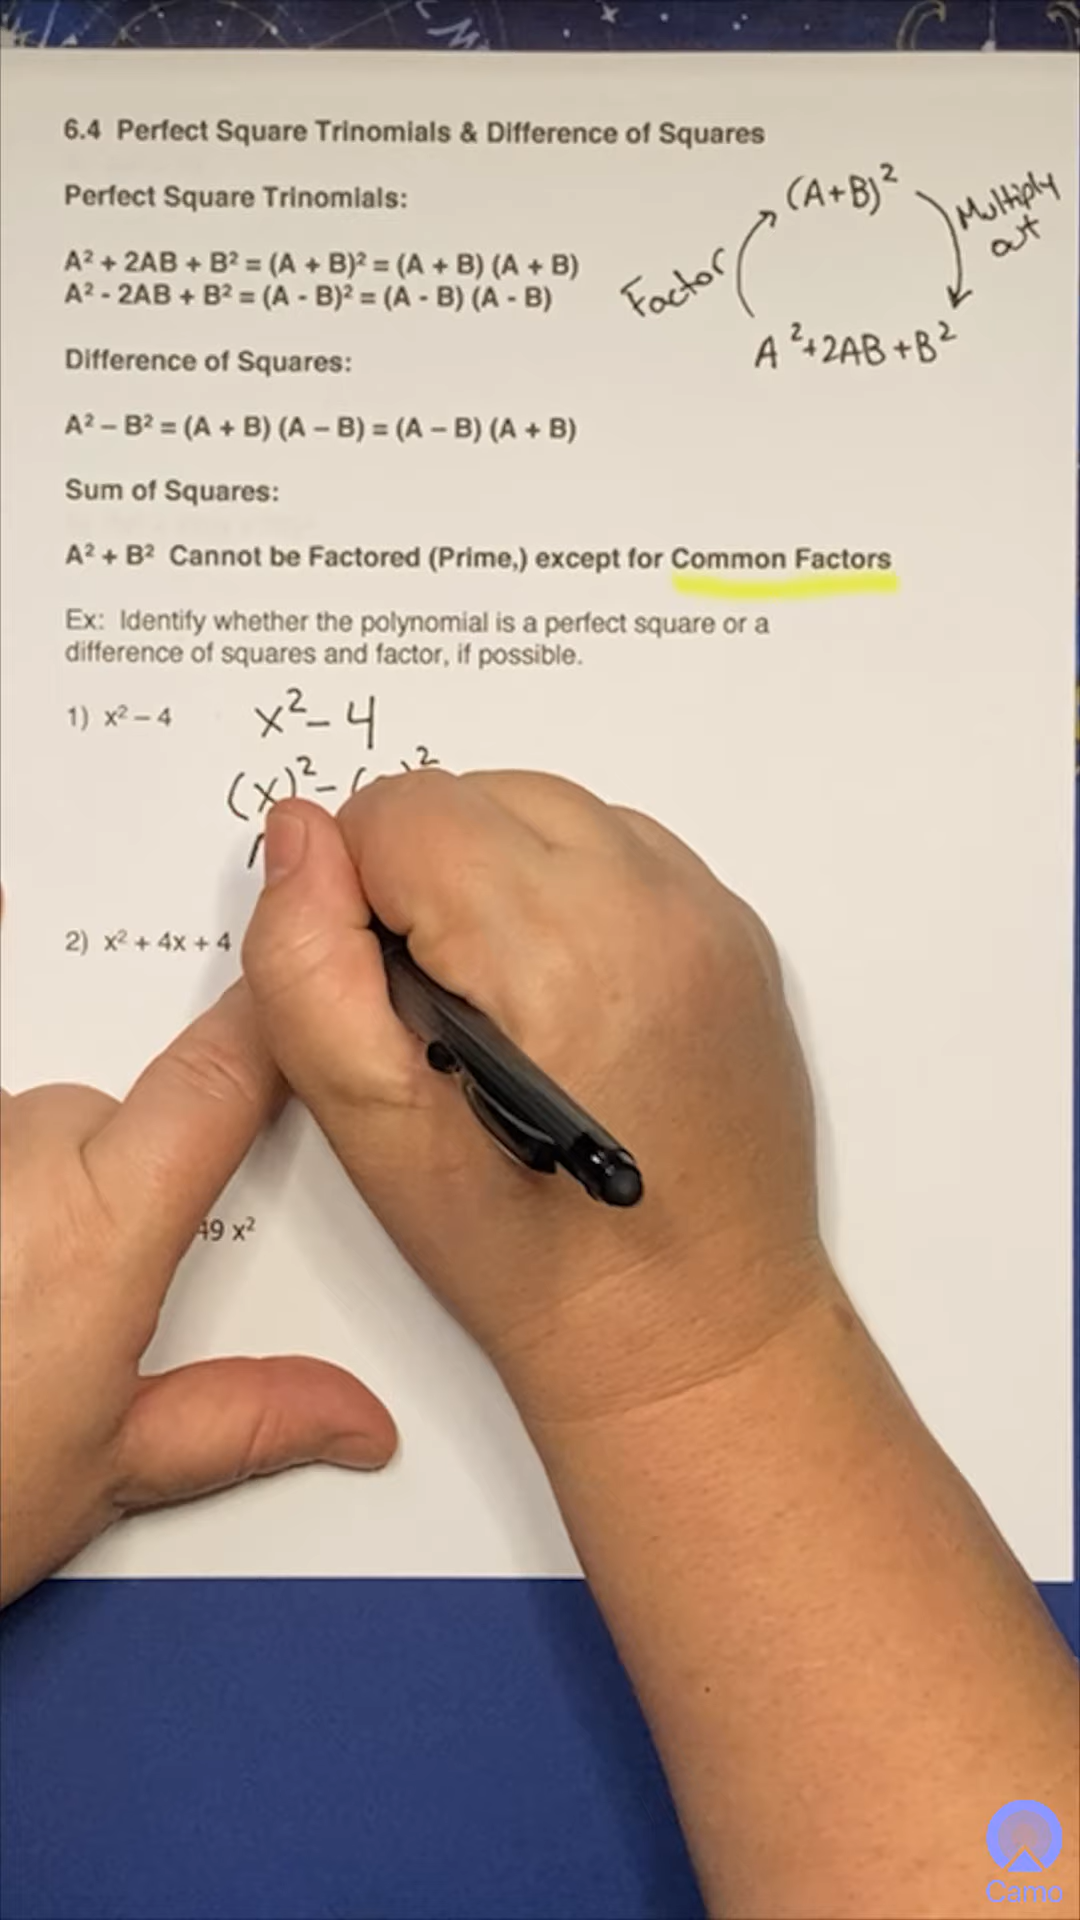 6.4 Perfect Square Trinomials & Difference of Squares
Perfect Square Trinomials:
(A+B)²
Multiply
out
Factor
A²+2AB+B²
A² + 2AB + B² = (A + B)² = (A + B) (A + B)
A² - 2AB + B² = (A - B)² = (A - B) (A - B)
Difference of Squares:
A² – B² = (A + B) (A – B) = (A – B) (A + B)
Sum of Squares:
A² + B² Cannot be Factored (Prime,) except for Common Factors
Ex: Identify whether the polynomial is a perfect square or a
difference of squares and factor, if possible.
1) x² – 4
x² – 4
(x)² – ( )²
2) x² + 4x + 4
49 x²
Camo